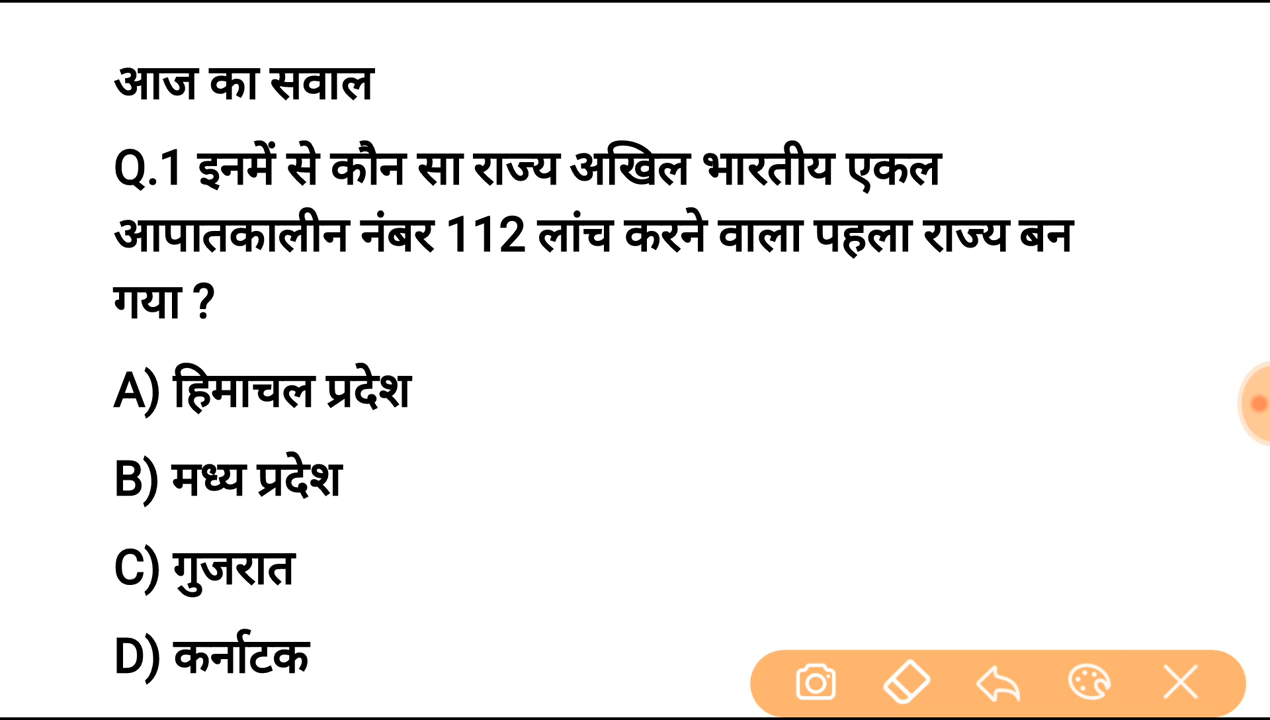 आज का सवाल
Q.1 इनमें से कौन सा राज्य अखिल भारतीय एकल
आपातकालीन नंबर 112 लांच करने वाला पहला राज्य बन
गया ?
A) हिमाचल प्रदेश
B) मध्य प्रदेश
C) गुजरात
D) कर्नाटक